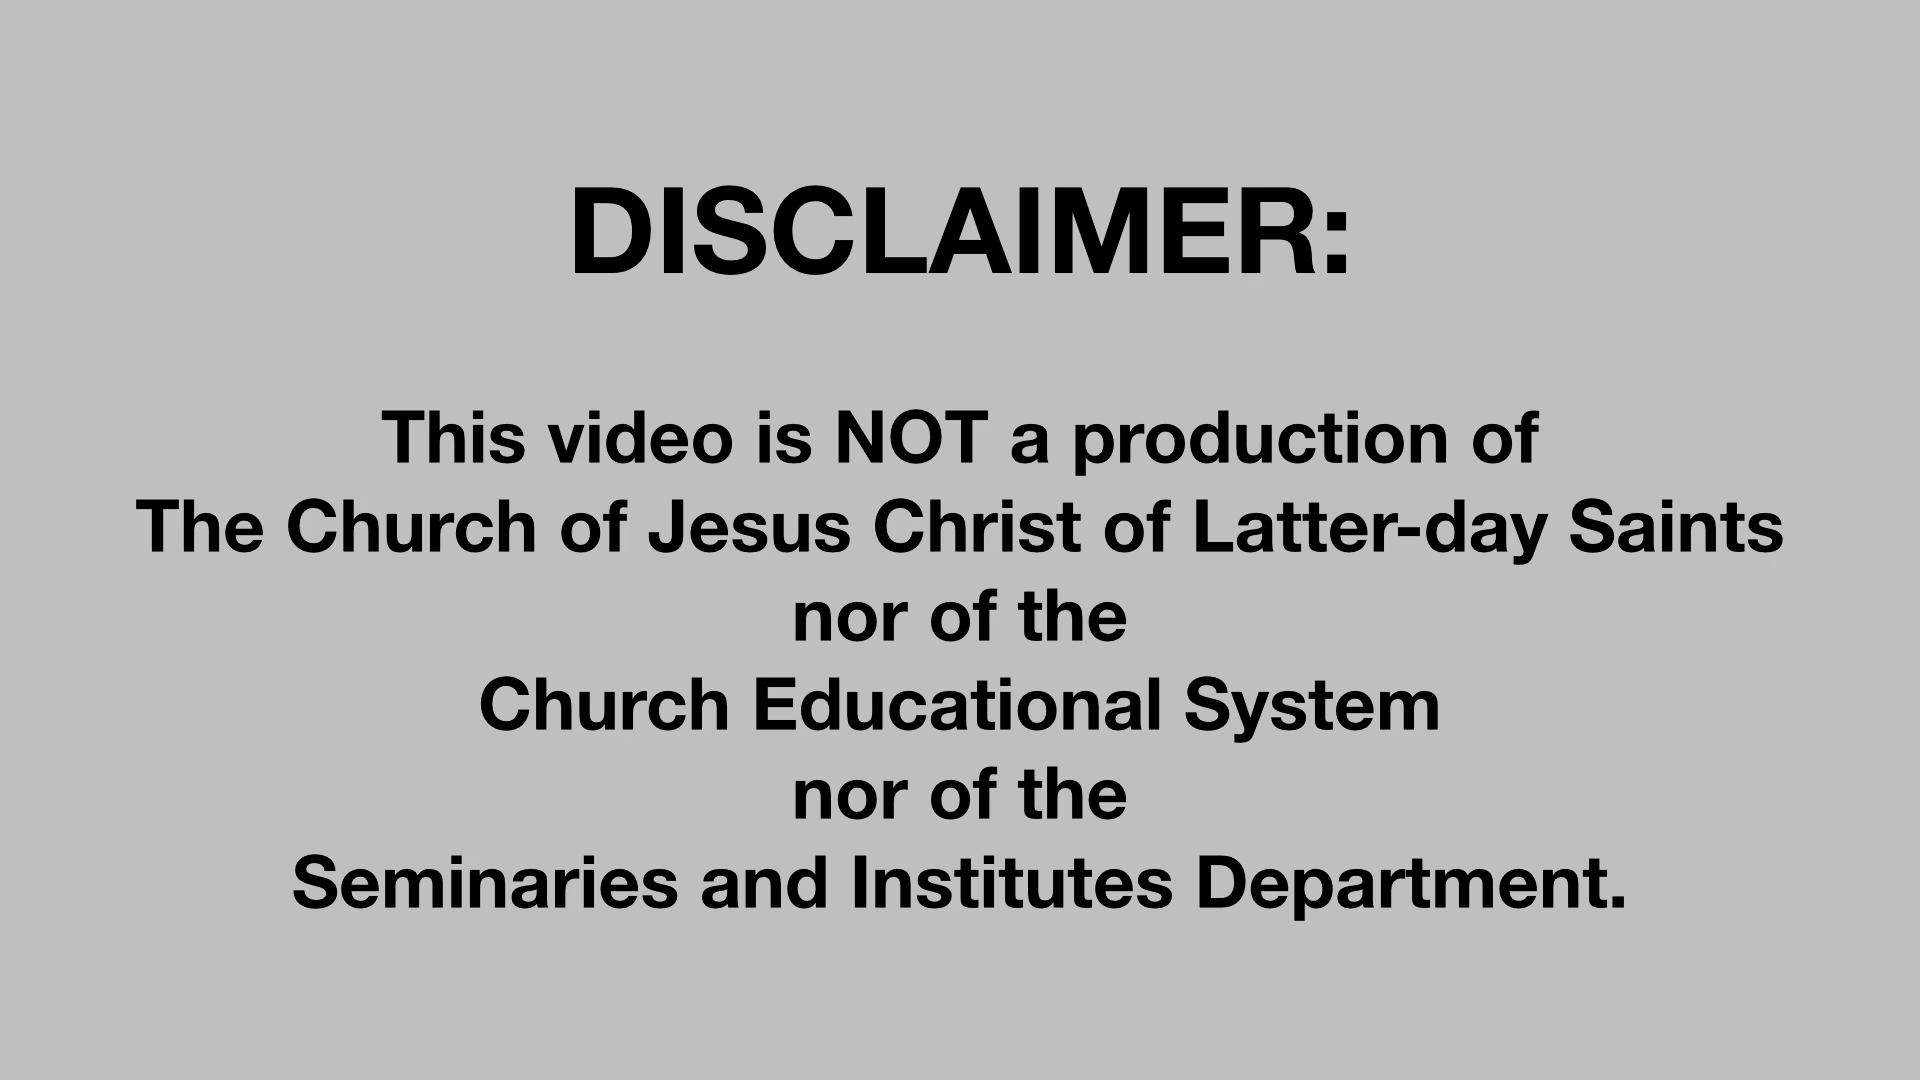 DISCLAIMER:
This video is NOT a production of
The Church of Jesus Christ of Latter-day Saints
nor of the
Church Educational System
nor of the
Seminaries and Institutes Department.